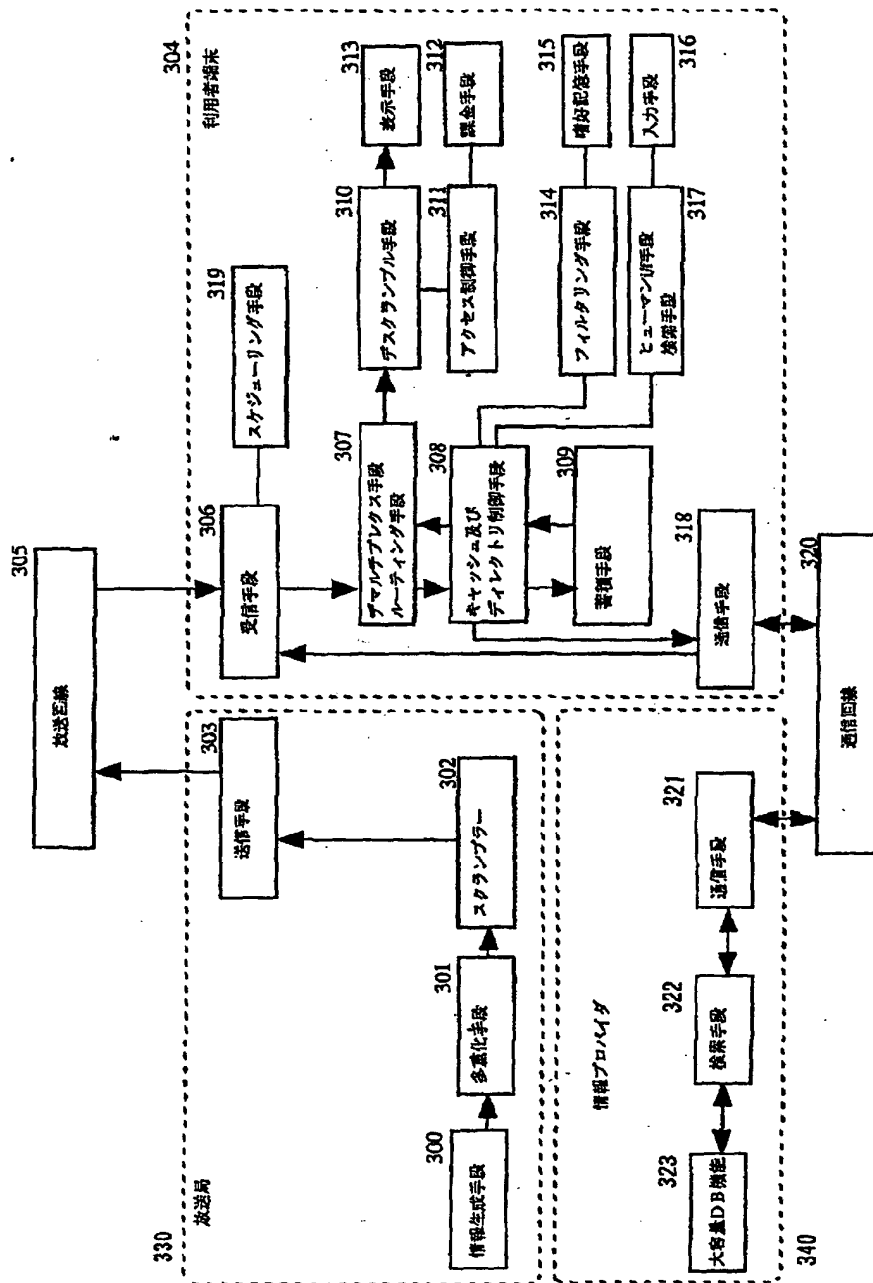 305
放送回線
330
放送局
300
情報生成手段
301
多重化手段
302
スクランブラー
303
送信手段
304
利用者端末
306
受信手段
319
スケジューリング手段
307
デマルチプレクス手段
ルーティング手段
310
デスクランブル手段
313
表示手段
308
キャッシュ及び
ディレクトリ制御手段
311
アクセス制御手段
312
課金手段
309
蓄積手段
314
フィルタリング手段
315
嗜好記憶手段
317
ヒューマンI/F手段
検索手段
316
入力手段
318
通信手段
340
情報プロバイダ
323
大容量DB機能
322
検索手段
321
通信手段
320
通信回線